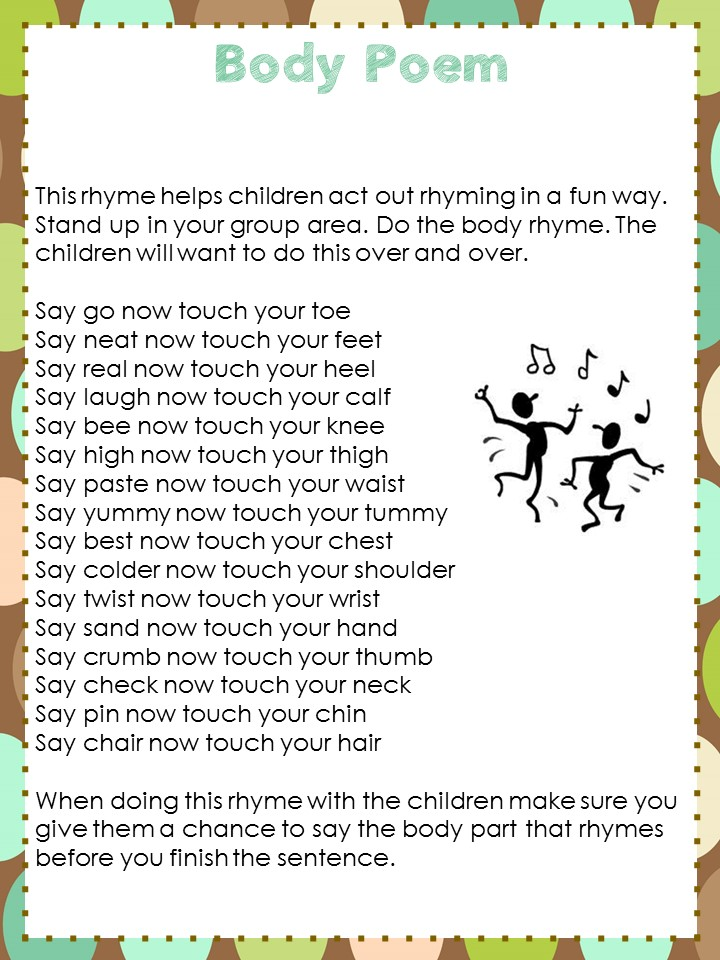 Body Poem
This rhyme helps children act out rhyming in a fun way.
Stand up in your group area. Do the body rhyme. The
children will want to do this over and over.
Say go now touch your toe
Say neat now touch your feet
Say real now touch your heel
Say laugh now touch your calf
Say bee now touch your knee
Say high now touch your thigh
Say paste now touch your waist
Say yummy now touch your tummy
Say best now touch your chest
Say colder now touch your shoulder
Say twist now touch your wrist
Say sand now touch your hand
Say crumb now touch your thumb
Say check now touch your neck
Say pin now touch your chin
Say chair now touch your hair
When doing this rhyme with the children make sure you
give them a chance to say the body part that rhymes
before you finish the sentence.